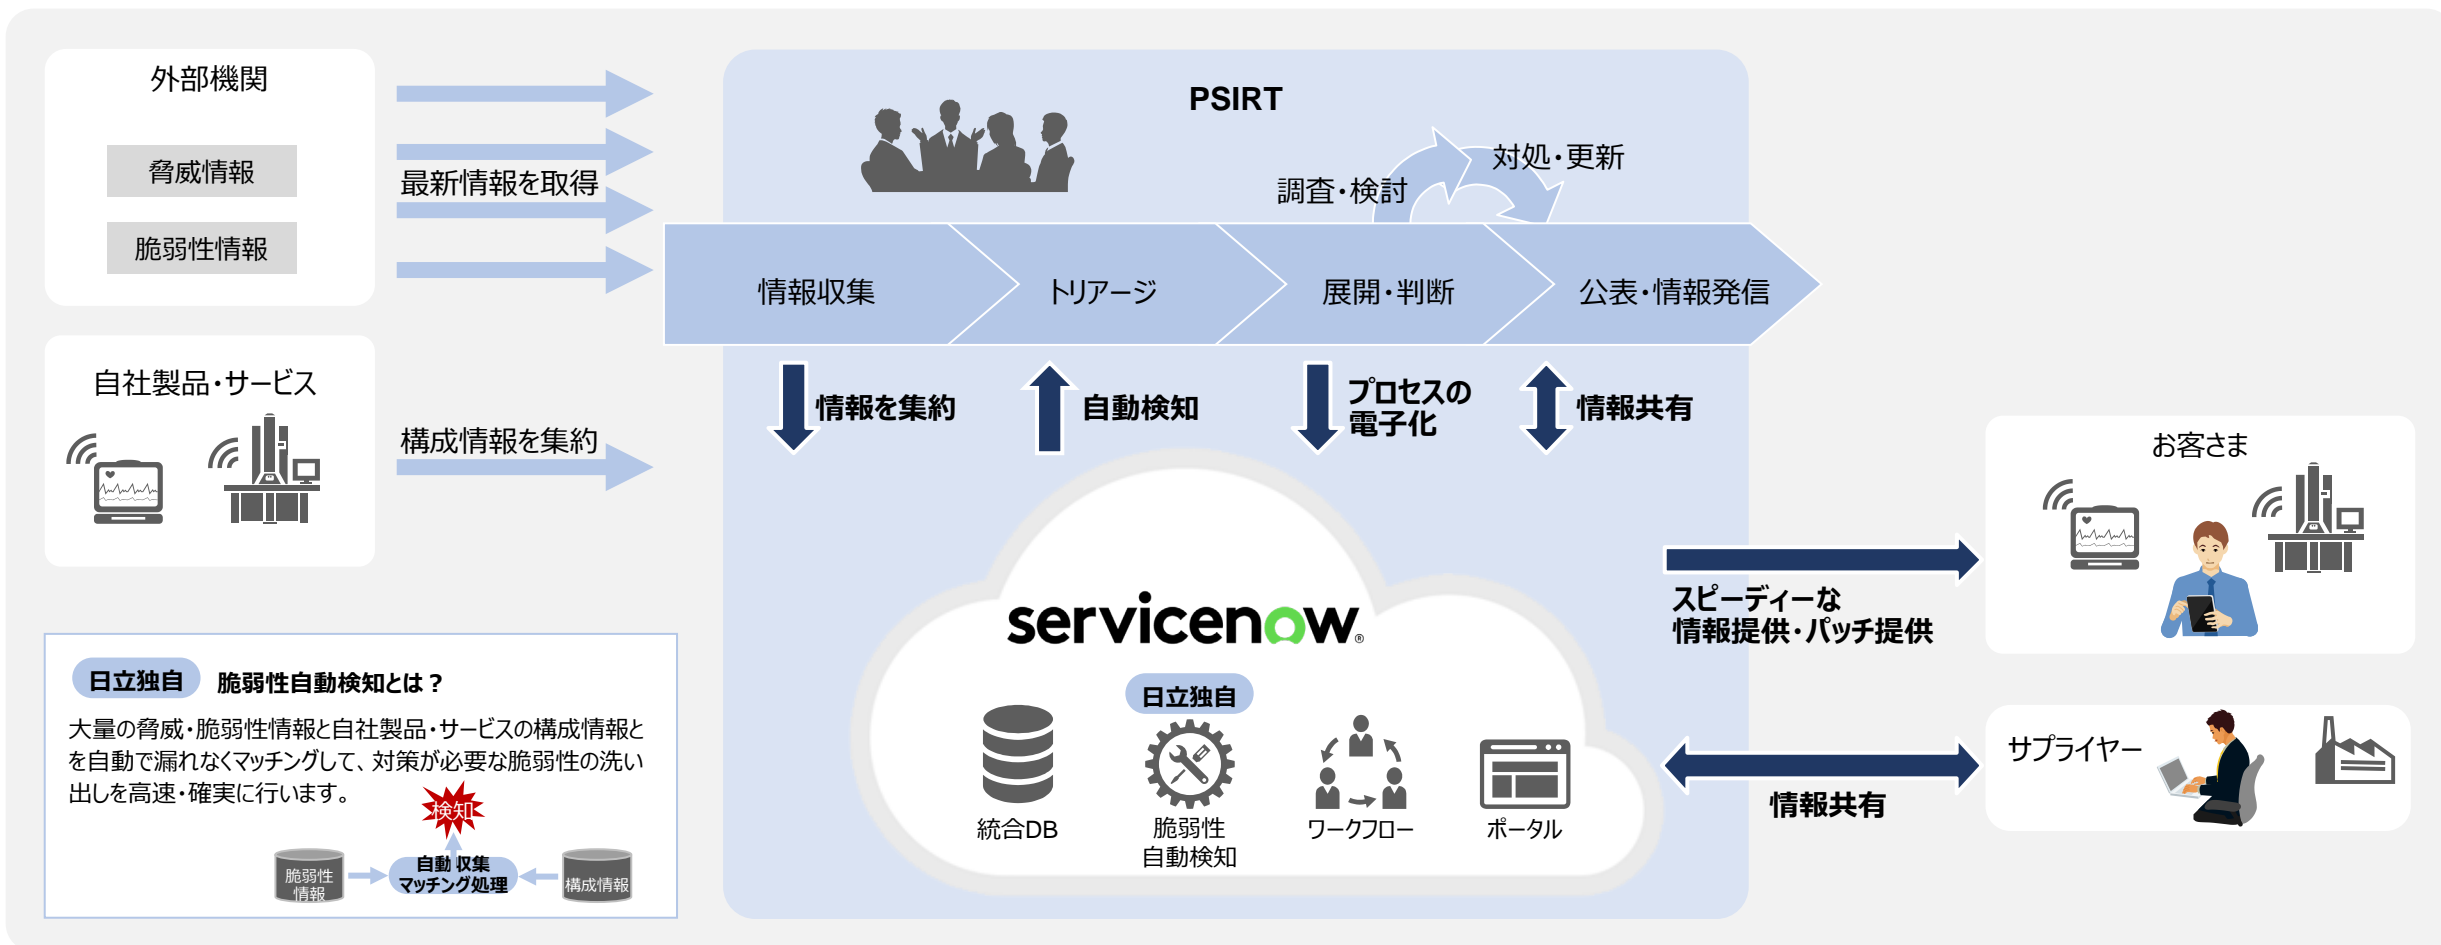 外部機関
脅威情報
脆弱性情報
最新情報を取得
自社製品・サービス
構成情報を集約
PSIRT
調査・検討
対処・更新
情報収集
トリアージ
展開・判断
公表・情報発信
情報を集約
自動検知
プロセスの
電子化
情報共有
servicenow®
日立独自
統合DB
脆弱性
自動検知
ワークフロー
ポータル
スピーディーな
情報提供・パッチ提供
情報共有
お客さま
サプライヤー
日立独自
脆弱性自動検知とは？
大量の脅威・脆弱性情報と自社製品・サービスの構成情報と
を自動で漏れなくマッチングして、対策が必要な脆弱性の洗い
出しを高速・確実に行います。
検知
脆弱性
情報
自動収集
マッチング処理
構成情報